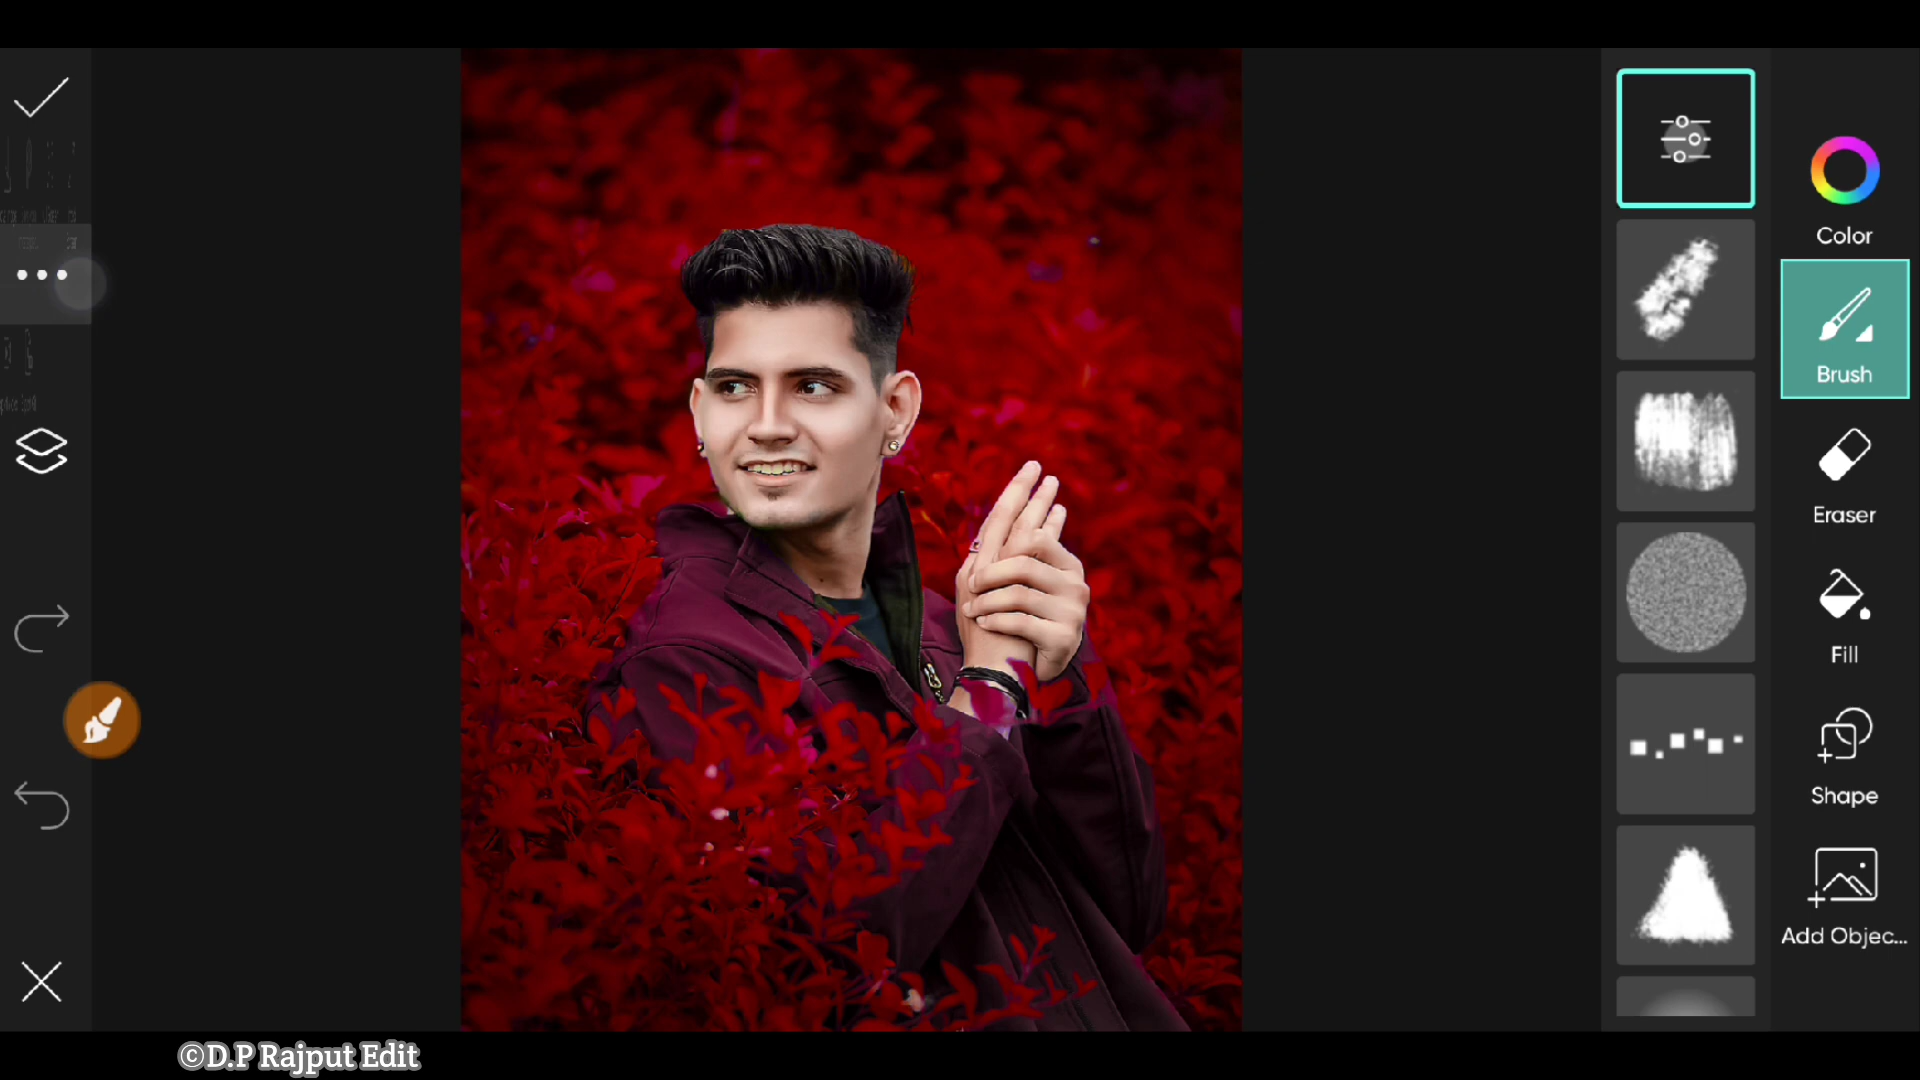 Color
Brush
Eraser
Fill
Shape
Add Objec...
©D.P Rajput Edit